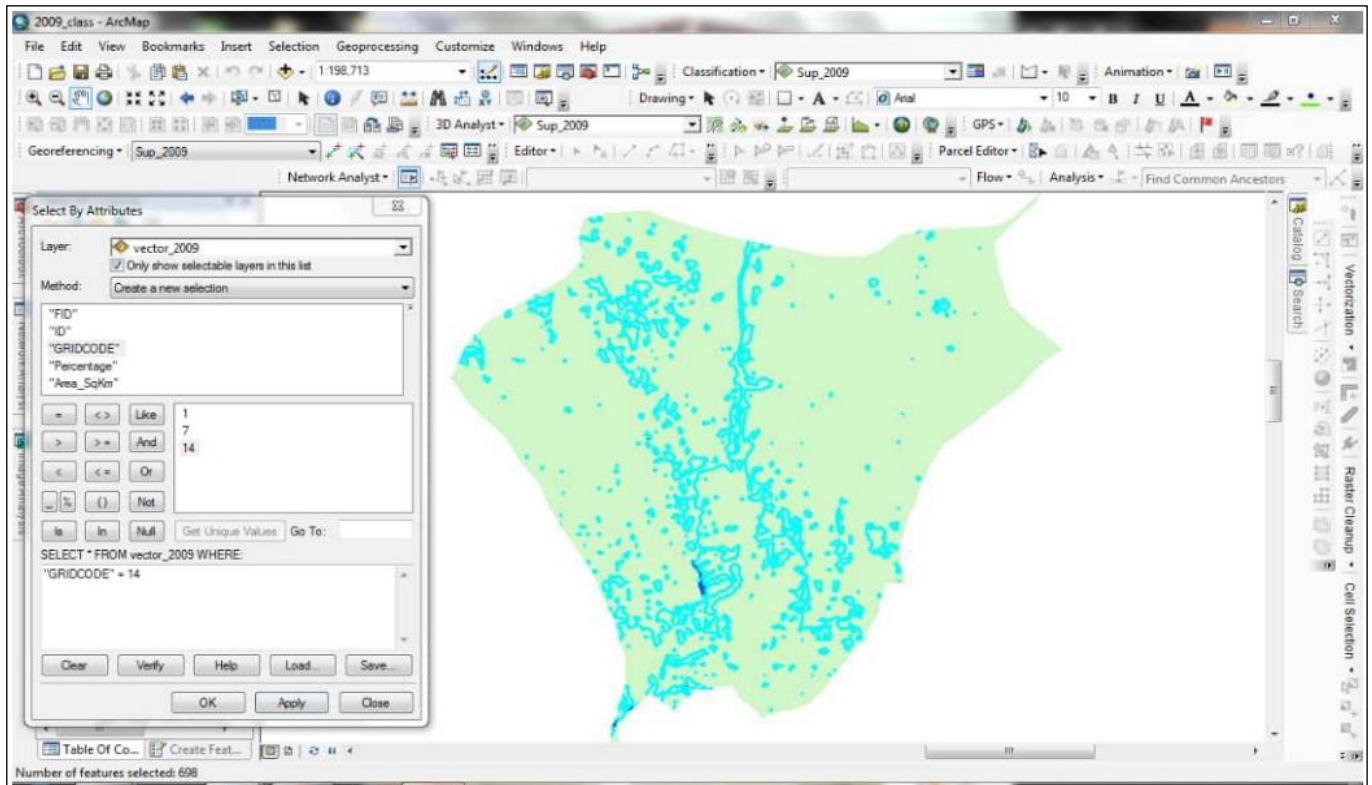 2009_class - ArcMap
File Edit View Bookmarks Insert Selection Geoprocessing Customize Windows Help
1:198,713 Classification Sup_2009 Animation
Drawing A Arial 10 B I U A
3D Analyst Sup_2009 GPS
Georeferencing Sup_2009 Editor Parcel Editor
Network Analyst Flow Analysis Find Common Ancestors
Select By Attributes
Layer: vector_2009
Only show selectable layers in this list
Method: Create a new selection
"FID"
"ID"
"GRIDCODE"
"Percentage"
"Area_SqKm"
= <> Like
> >= And
< <= Or
_ % () Not
Is In Null Get Unique Values Go To:
1
7
14
SELECT * FROM vector_2009 WHERE:
"GRIDCODE" = 14
Clear Verify Help Load... Save...
OK Apply Close
Table Of Co... Create Feat...
Number of features selected: 698
Catalog
Search
Vectorization
Raster Cleanup
Cell Selection